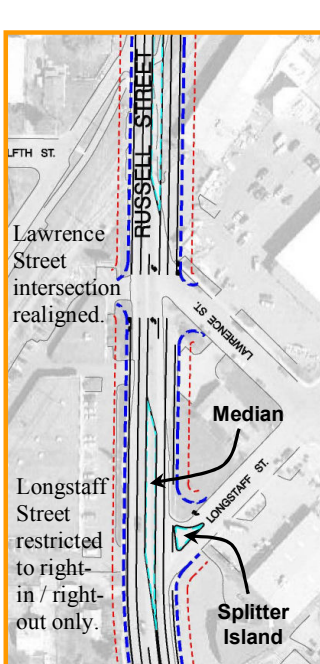 RUSSELL STREET
LFTH ST.
Lawrence
Street
intersection
realigned.
LAWRENCE ST.
Median
LONGSTAFF ST.
Longstaff
Street
restricted
to right-
in / right-
out only.
Splitter
Island